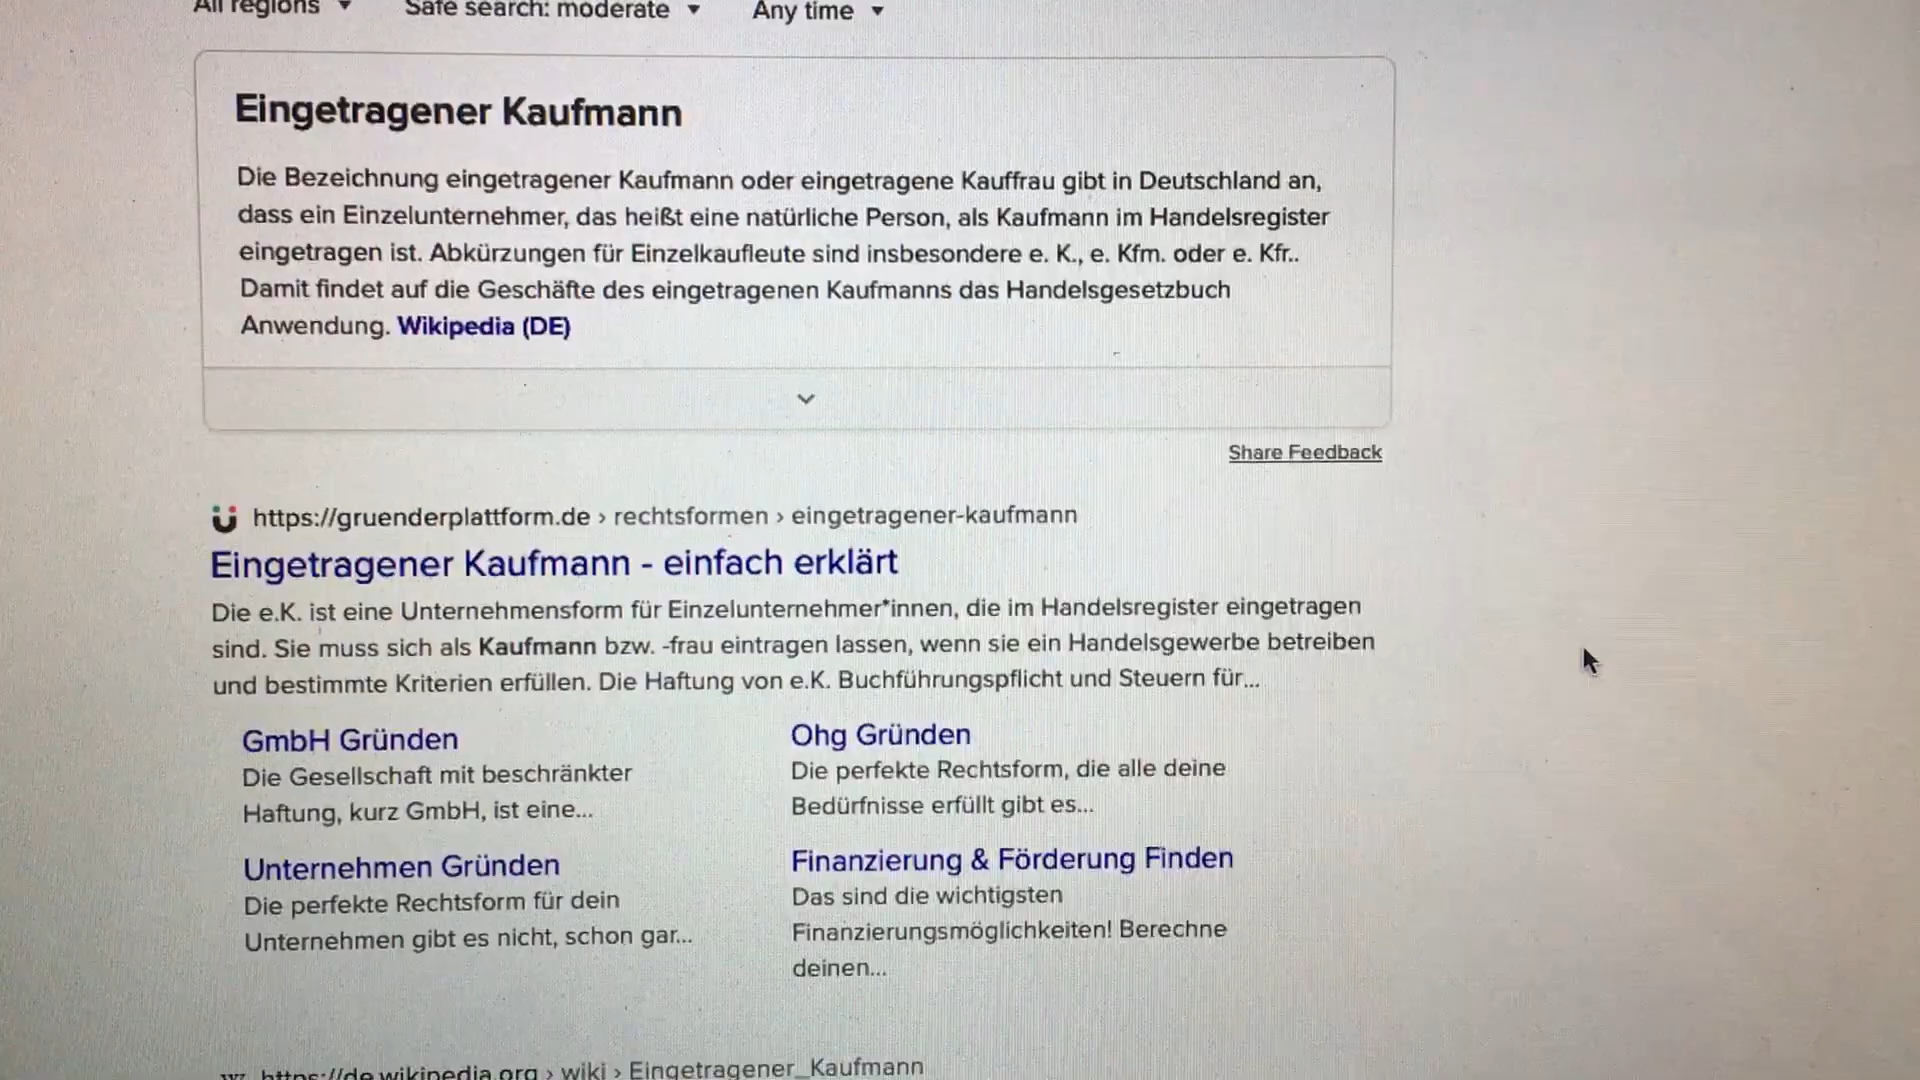 All regions
Safe search: moderate
Any time
Eingetragener Kaufmann
Die Bezeichnung eingetragener Kaufmann oder eingetragene Kauffrau gibt in Deutschland an,
dass ein Einzelunternehmer, das heißt eine natürliche Person, als Kaufmann im Handelsregister
eingetragen ist. Abkürzungen für Einzelkaufleute sind insbesondere e. K., e. Kfm. oder e. Kfr..
Damit findet auf die Geschäfte des eingetragenen Kaufmanns das Handelsgesetzbuch
Anwendung. Wikipedia (DE)
Share Feedback
https://gruenderplattform.de › rechtsformen › eingetragener-kaufmann
Eingetragener Kaufmann - einfach erklärt
Die e.K. ist eine Unternehmensform für Einzelunternehmer*innen, die im Handelsregister eingetragen
sind. Sie muss sich als Kaufmann bzw. -frau eintragen lassen, wenn sie ein Handelsgewerbe betreiben
und bestimmte Kriterien erfüllen. Die Haftung von e.K. Buchführungspflicht und Steuern für...
GmbH Gründen
Die Gesellschaft mit beschränkter
Haftung, kurz GmbH, ist eine...
Ohg Gründen
Die perfekte Rechtsform, die alle deine
Bedürfnisse erfüllt gibt es...
Unternehmen Gründen
Die perfekte Rechtsform für dein
Unternehmen gibt es nicht, schon gar...
Finanzierung & Förderung Finden
Das sind die wichtigsten
Finanzierungsmöglichkeiten! Berechne
deinen...
W https://de.wikipedia.org › wiki › Eingetragener_Kaufmann